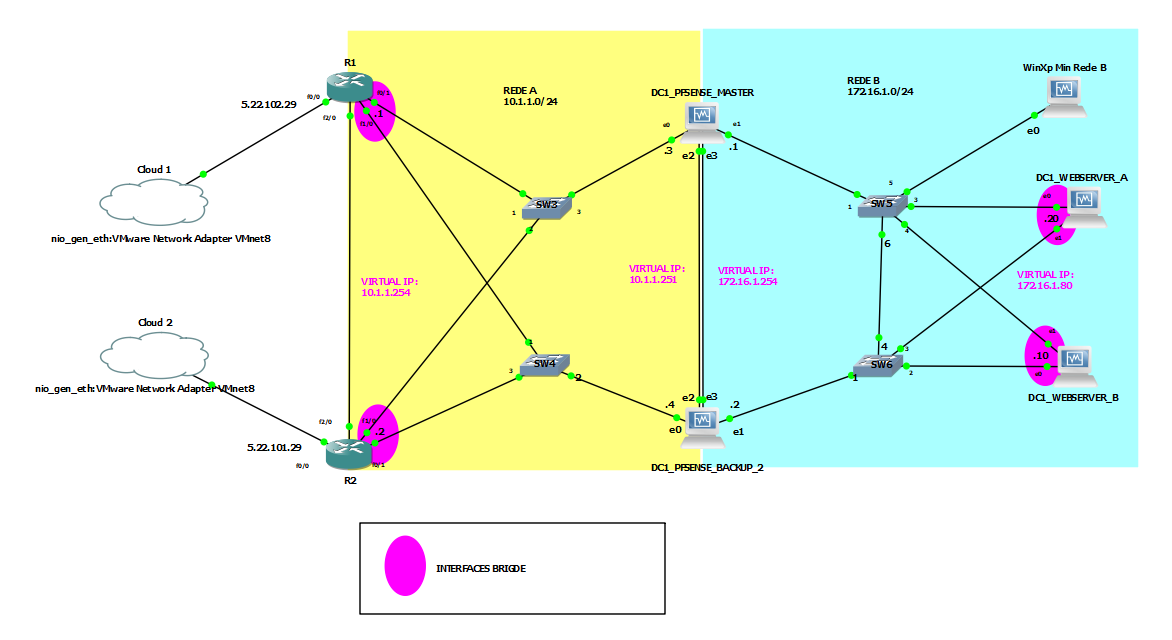 R1
f0/0
5.22.102.29
f2/0
f0/1
.1
f1/0
REDE A
10.1.1.0/24
DC1_PFSENSE_MASTER
e0
.3
e2
e3
e1
.1
REDE B
172.16.1.0/24
WinXp Min Rede B
e0
Cloud 1
nio_gen_eth:VMware Network Adapter VMnet8
1
SW3
3
2
5
1
SW5
3
4
6
DC1_WEBSERVER_A
e0
.20
e1
VIRTUAL IP:
10.1.1.254
VIRTUAL IP:
10.1.1.251
VIRTUAL IP:
172.16.1.254
VIRTUAL IP:
172.16.1.80
Cloud 2
nio_gen_eth:VMware Network Adapter VMnet8
1
SW4
3
2
4
3
1
SW6
2
e1
.10
e0
DC1_WEBSERVER_B
f2/0
f1/0
.2
5.22.101.29
f0/0
f0/1
R2
.4
e2
e3
.2
e0
e1
DC1_PFSENSE_BACKUP_2
INTERFACES BRIGDE